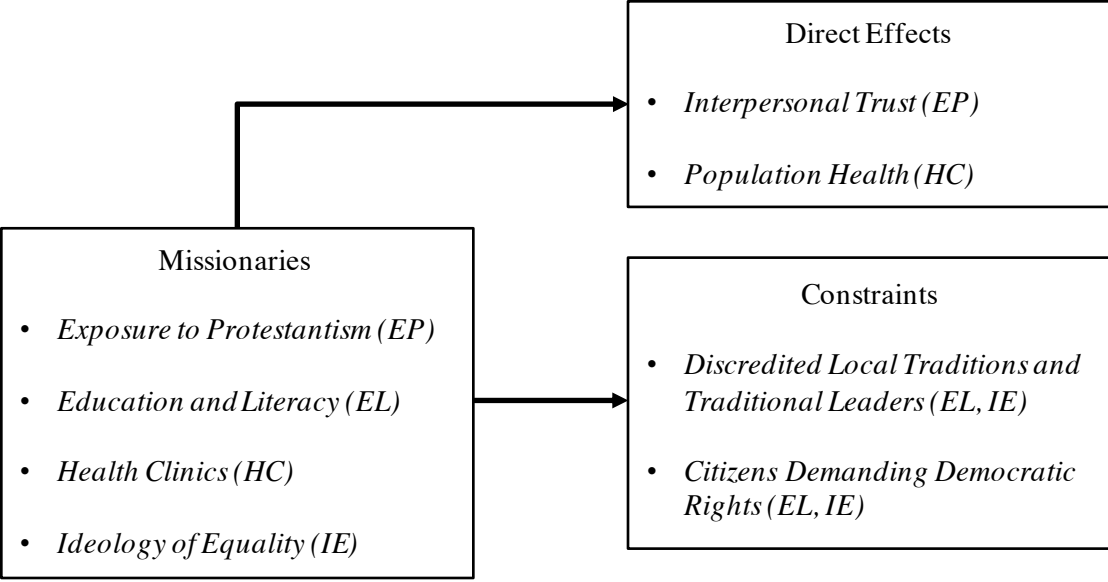 Direct Effects
• Interpersonal Trust (EP)
• Population Health (HC)
Missionaries
• Exposure to Protestantism (EP)
• Education and Literacy (EL)
• Health Clinics (HC)
• Ideology of Equality (IE)
Constraints
• Discredited Local Traditions and
Traditional Leaders (EL, IE)
• Citizens Demanding Democratic
Rights (EL, IE)